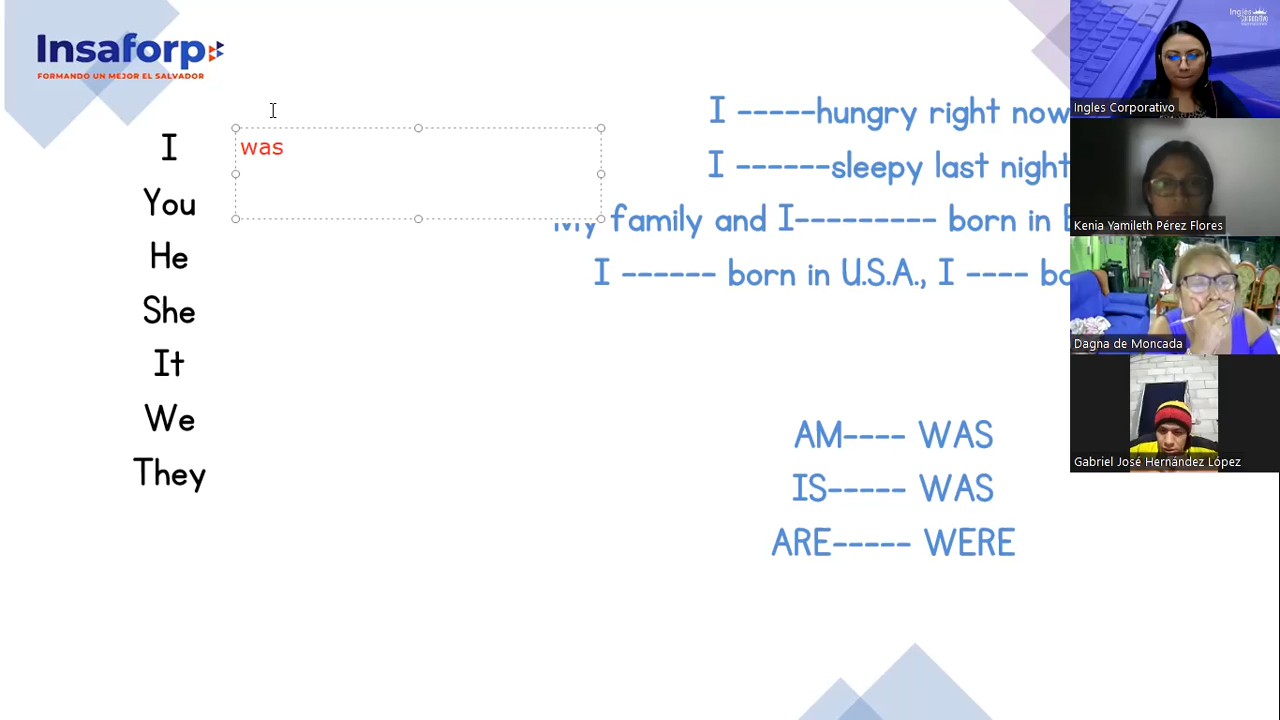 Insaforp
FORMANDO UN MEJOR EL SALVADOR
I
You
He
She
It
We
They
was
I -----hungry right now
I ------sleepy last night
My family and I--------- born in
I ------ born in U.S.A., I ---- bo
AM---- WAS
IS----- WAS
ARE----- WERE
Ingles
Ingles Corporativo
Kenia Yamileth Pérez Flores
Dagna de Moncada
Gabriel José Hernández López